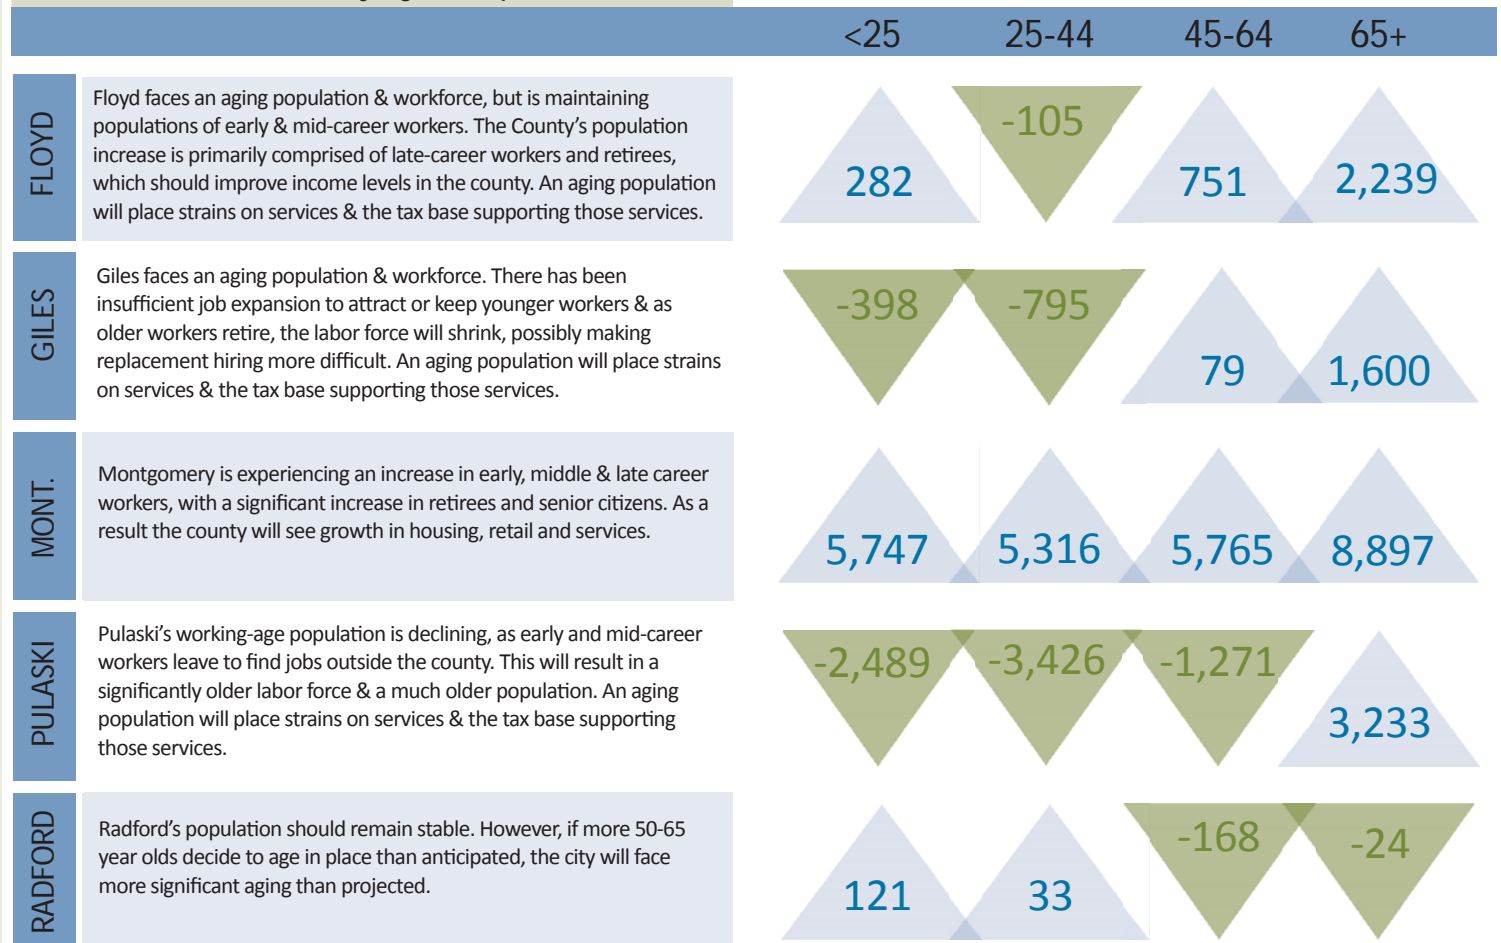 <25 25-44 45-64 65+
FLOYD
Floyd faces an aging population & workforce, but is maintaining
populations of early & mid-career workers. The County's population
increase is primarily comprised of late-career workers and retirees,
which should improve income levels in the county. An aging population
will place strains on services & the tax base supporting those services.
282 -105 751 2,239
GILES
Giles faces an aging population & workforce. There has been
insufficient job expansion to attract or keep younger workers & as
older workers retire, the labor force will shrink, possibly making
replacement hiring more difficult. An aging population will place strains
on services & the tax base supporting those services.
-398 -795 79 1,600
MONT.
Montgomery is experiencing an increase in early, middle & late career
workers, with a significant increase in retirees and senior citizens. As a
result the county will see growth in housing, retail and services.
5,747 5,316 5,765 8,897
PULASKI
Pulaski's working-age population is declining, as early and mid-career
workers leave to find jobs outside the county. This will result in a
significantly older labor force & a much older population. An aging
population will place strains on services & the tax base supporting
those services.
-2,489 -3,426 -1,271 3,233
RADFORD
Radford's population should remain stable. However, if more 50-65
year olds decide to age in place than anticipated, the city will face
more significant aging than projected.
121 33 -168 -24